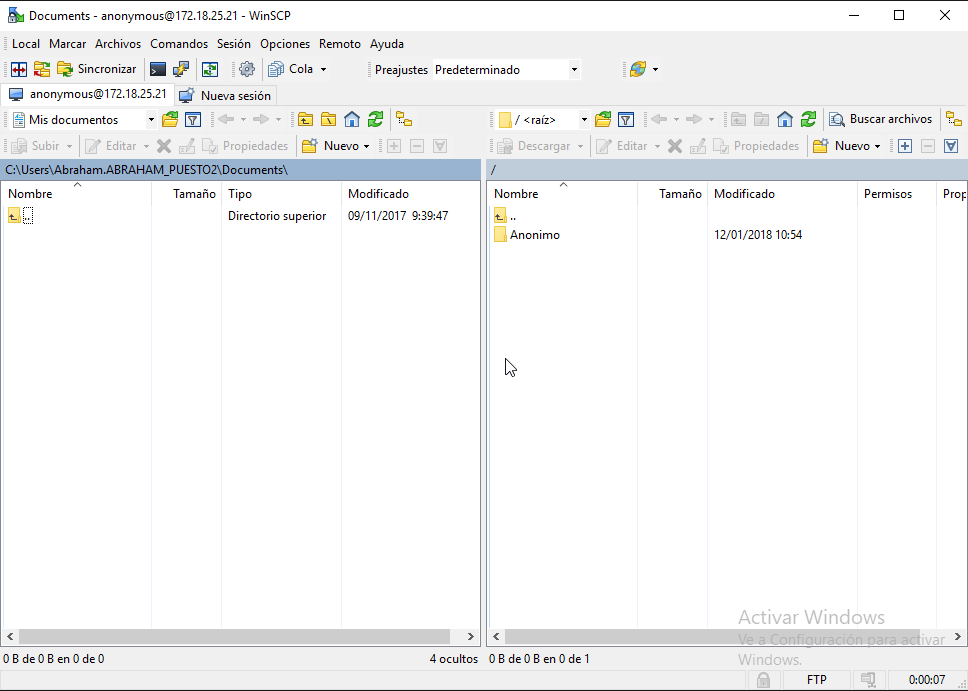 Documents - anonymous@172.18.25.21 - WinSCP
Local Marcar Archivos Comandos Sesión Opciones Remoto Ayuda
Sincronizar Cola Preajustes Predeterminado
anonymous@172.18.25.21 Nueva sesión
Mis documentos / <raíz> Buscar archivos
Subir Editar Propiedades Nuevo Descargar Editar Propiedades Nuevo
C:\Users\Abraham.ABRAHAM_PUESTO2\Documents\ /
Nombre Tamaño Tipo Modificado Nombre Tamaño Modificado Permisos Prop
.. Directorio superior 09/11/2017 9:39:47 ..
Anonimo 12/01/2018 10:54
Activar Windows
Ve a Configuración para activar
Windows.
0 B de 0 B en 0 de 0 4 ocultos 0 B de 0 B en 0 de 1
FTP 0:00:07